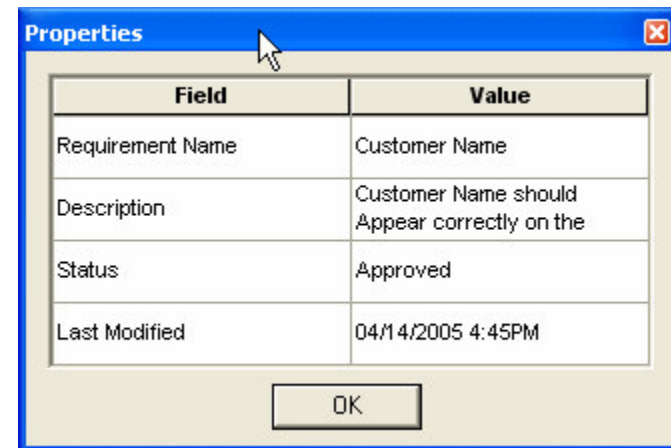 Properties
Field Value
Requirement Name Customer Name
Description Customer Name should
Appear correctly on the
Status Approved
Last Modified 04/14/2005 4:45PM
OK